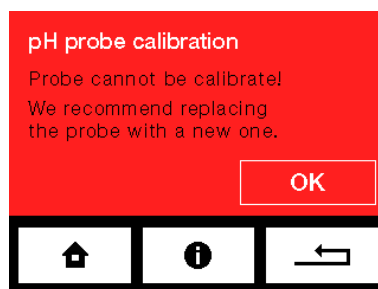 pH probe calibration
Probe cannot be calibrate!
We recommend replacing
the probe with a new one.
OK